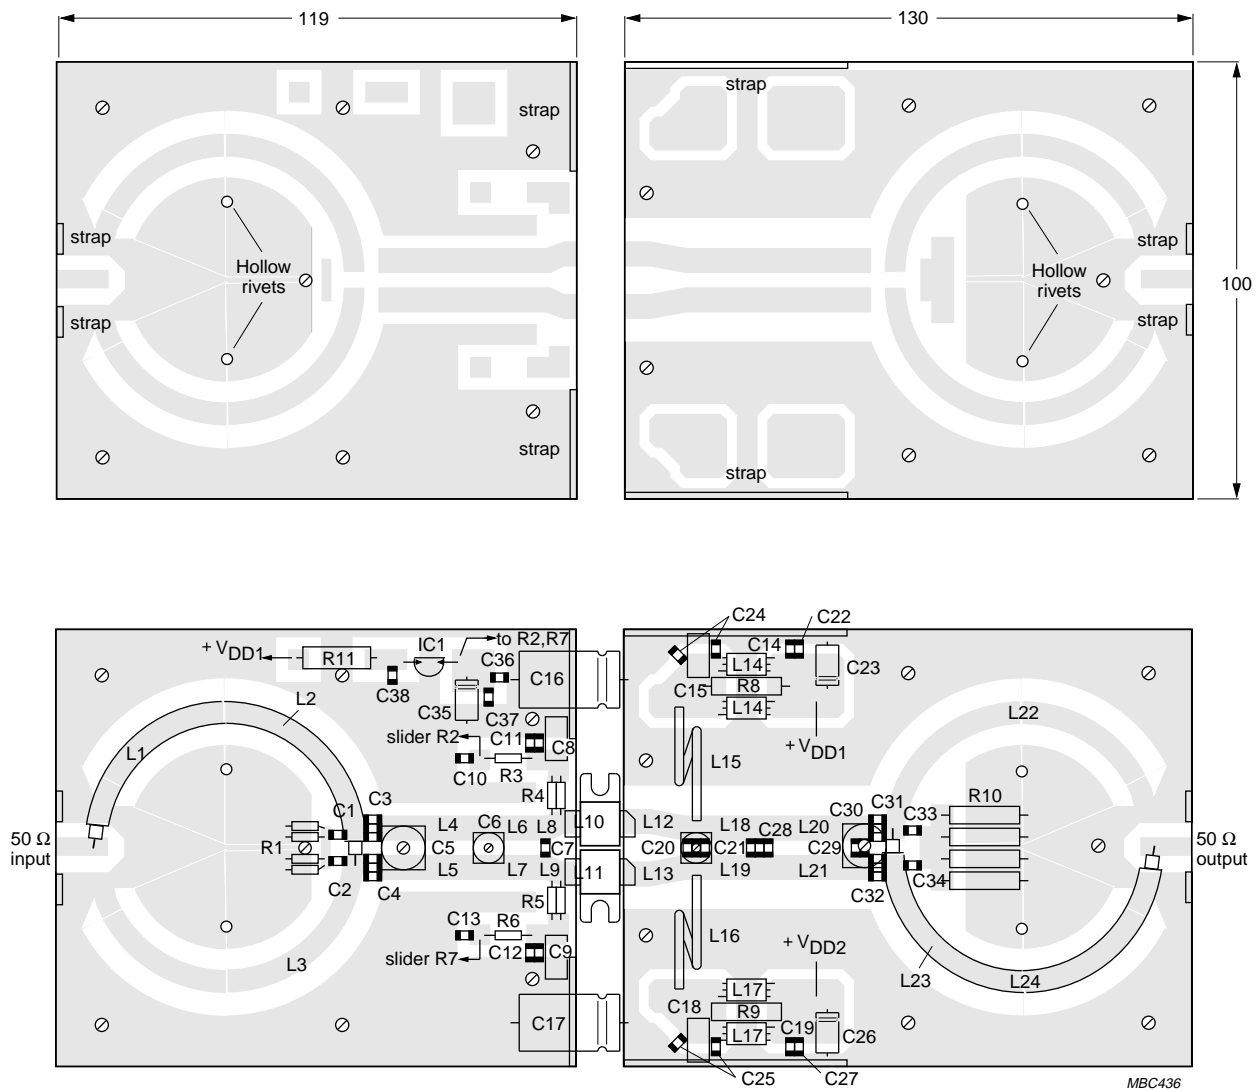 119
130
strap
strap
strap
strap
Hollow
rivets
Hollow
rivets
100
strap
strap
strap
strap
C24
C22
+ VDD1
IC1
to R2,R7
R11
C36
C16
C14
L14
C23
C38
C15
R8
L2
C35
C37
L14
L22
slider R2
C11
C8
L1
+ VDD1
L15
C10
R3
R4
R10
C3
C31
C1
C6
C30
C33
L4
L6
L8
L10
L12
L18
C28
L20
50 Ω
input
R1
C5
C7
C20
C21
C29
50 Ω
output
L5
L7
L9
L11
L13
L19
L21
C2
C4
C32
C34
R5
C13
R6
L16
+ VDD2
L3
C12
C9
slider R7
L23
L24
L17
C18
R9
C17
L17
C19
C26
C25
C27
MBC436